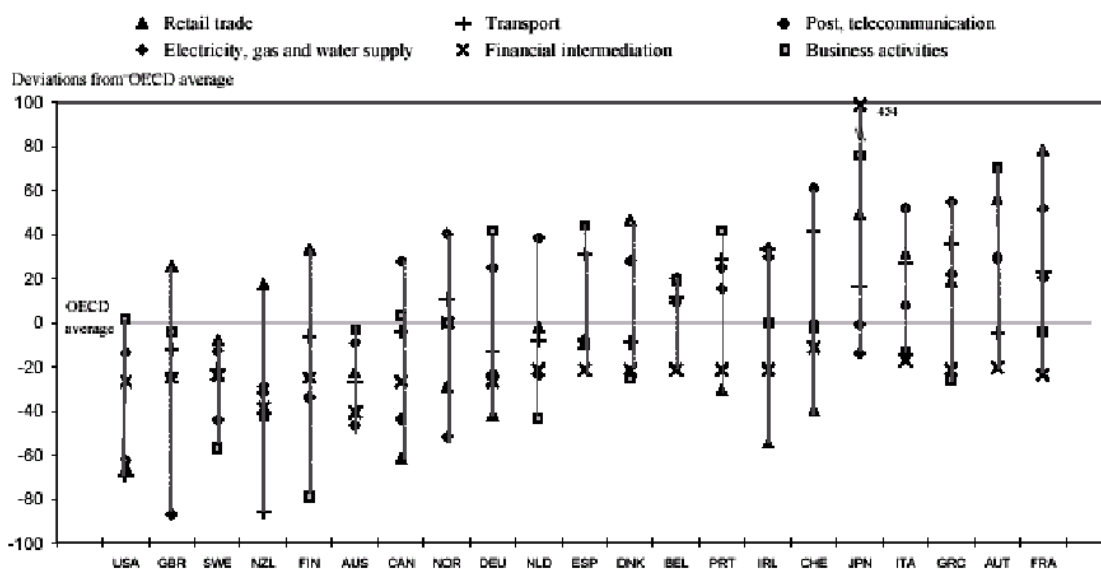 Retail trade
Transport
Post, telecommunication
Electricity, gas and water supply
Financial intermediation
Business activities
Deviations from OECD average
100
454
80
60
40
20
OECD
average
0
-20
-40
-60
-80
-100
USA GBR SWE NZL FIN AUS CAN NOR DEU NLD ESP DNK BEL PRT IRL CHE JPN ITA GRC AUT FRA